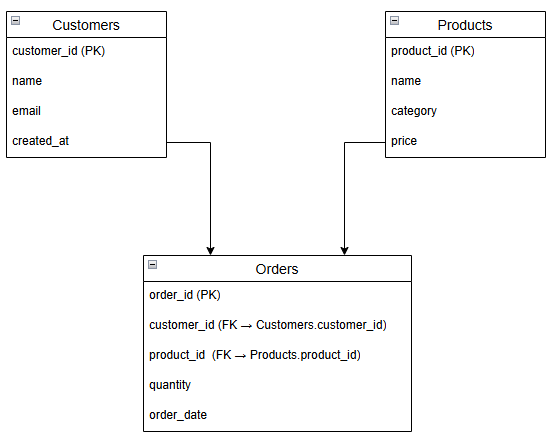 Customers
customer_id (PK)
name
email
created_at
Products
product_id (PK)
name
category
price
Orders
order_id (PK)
customer_id (FK → Customers.customer_id)
product_id  (FK → Products.product_id)
quantity
order_date